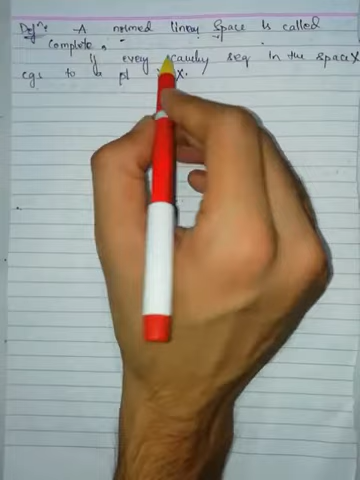 Defn: A normed linear space is called
complete,
if every cauchy seq in the space X
cgs to a pt X.